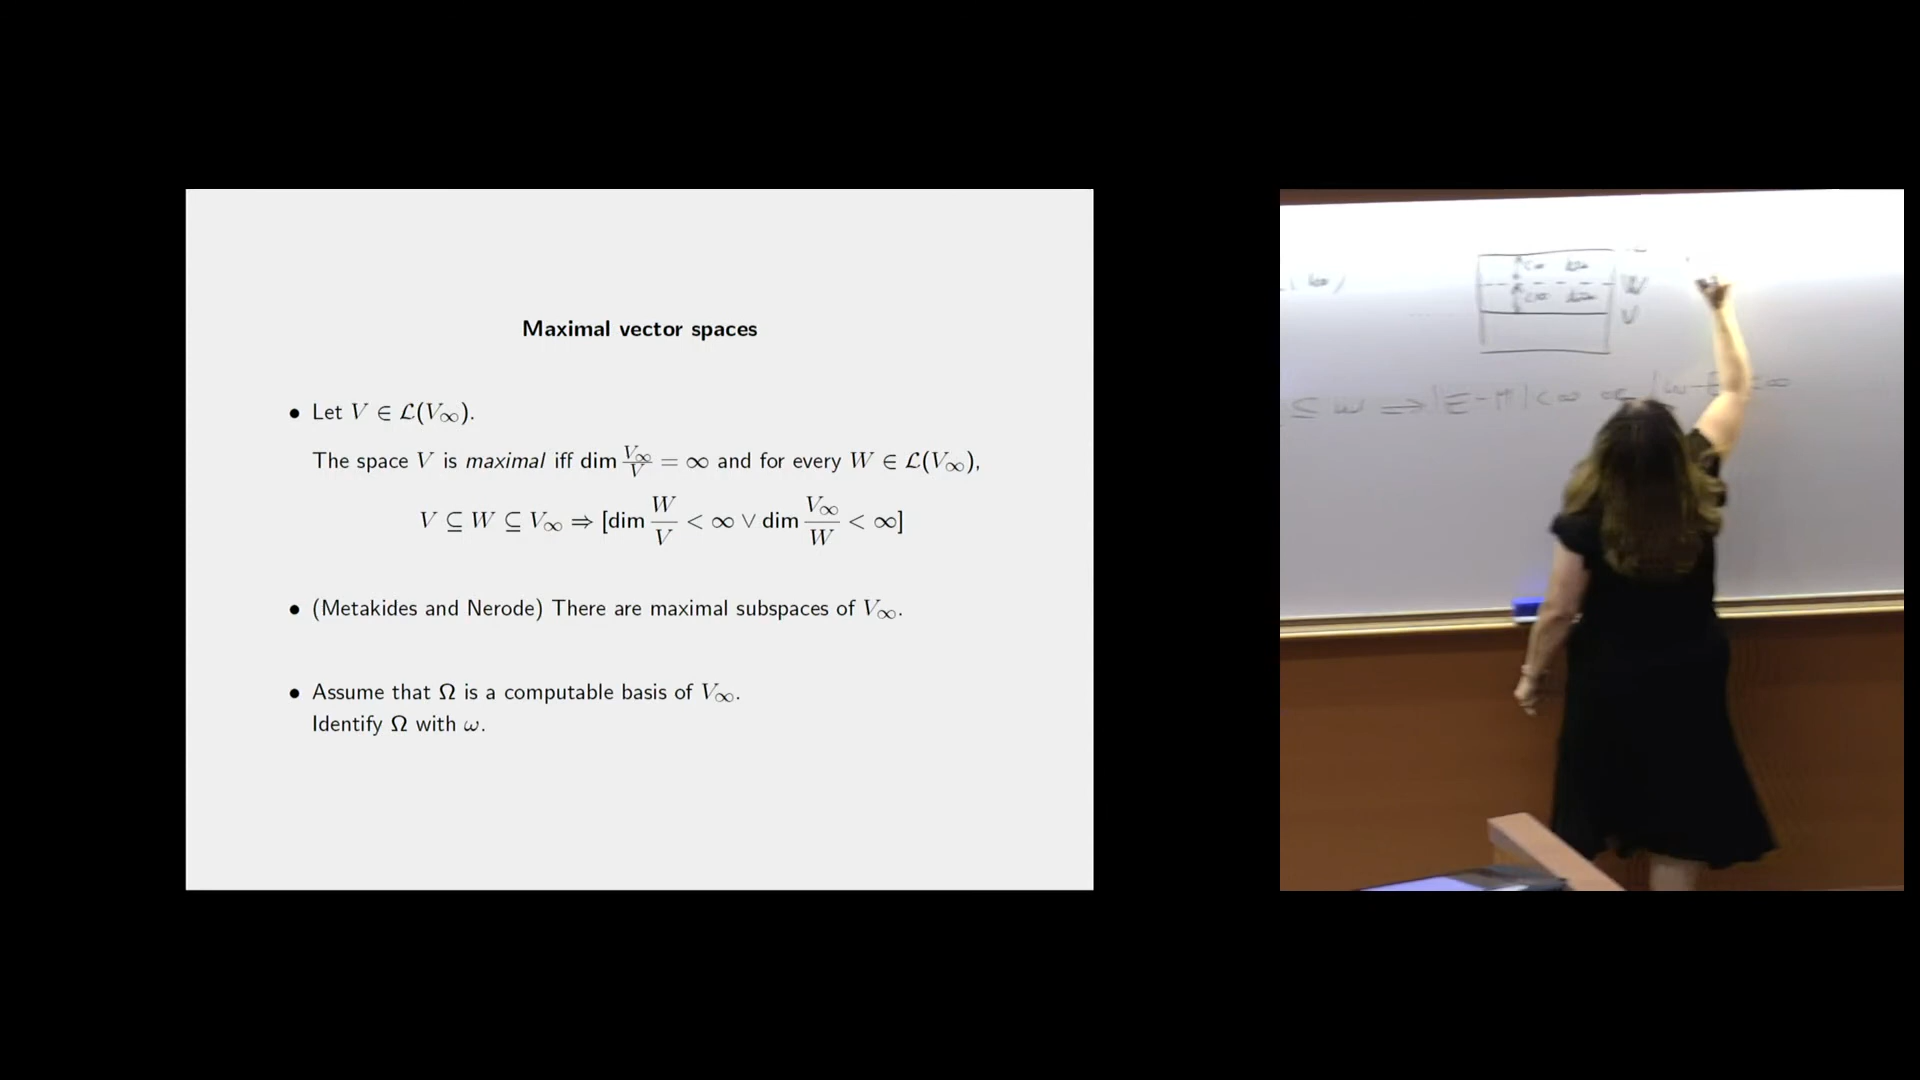 Maximal vector spaces
• Let V ∈ ℒ(V∞).
The space V is maximal iff dim V∞/V = ∞ and for every W ∈ ℒ(V∞),
V ⊆ W ⊆ V∞ ⇒ [dim W/V < ∞ ∨ dim V∞/W < ∞]
• (Metakides and Nerode) There are maximal subspaces of V∞.
• Assume that Ω is a computable basis of V∞.
Identify Ω with ω.
W
V
⊆ ω ⟹ |E-M| < ∞ or |ω-E| < ∞